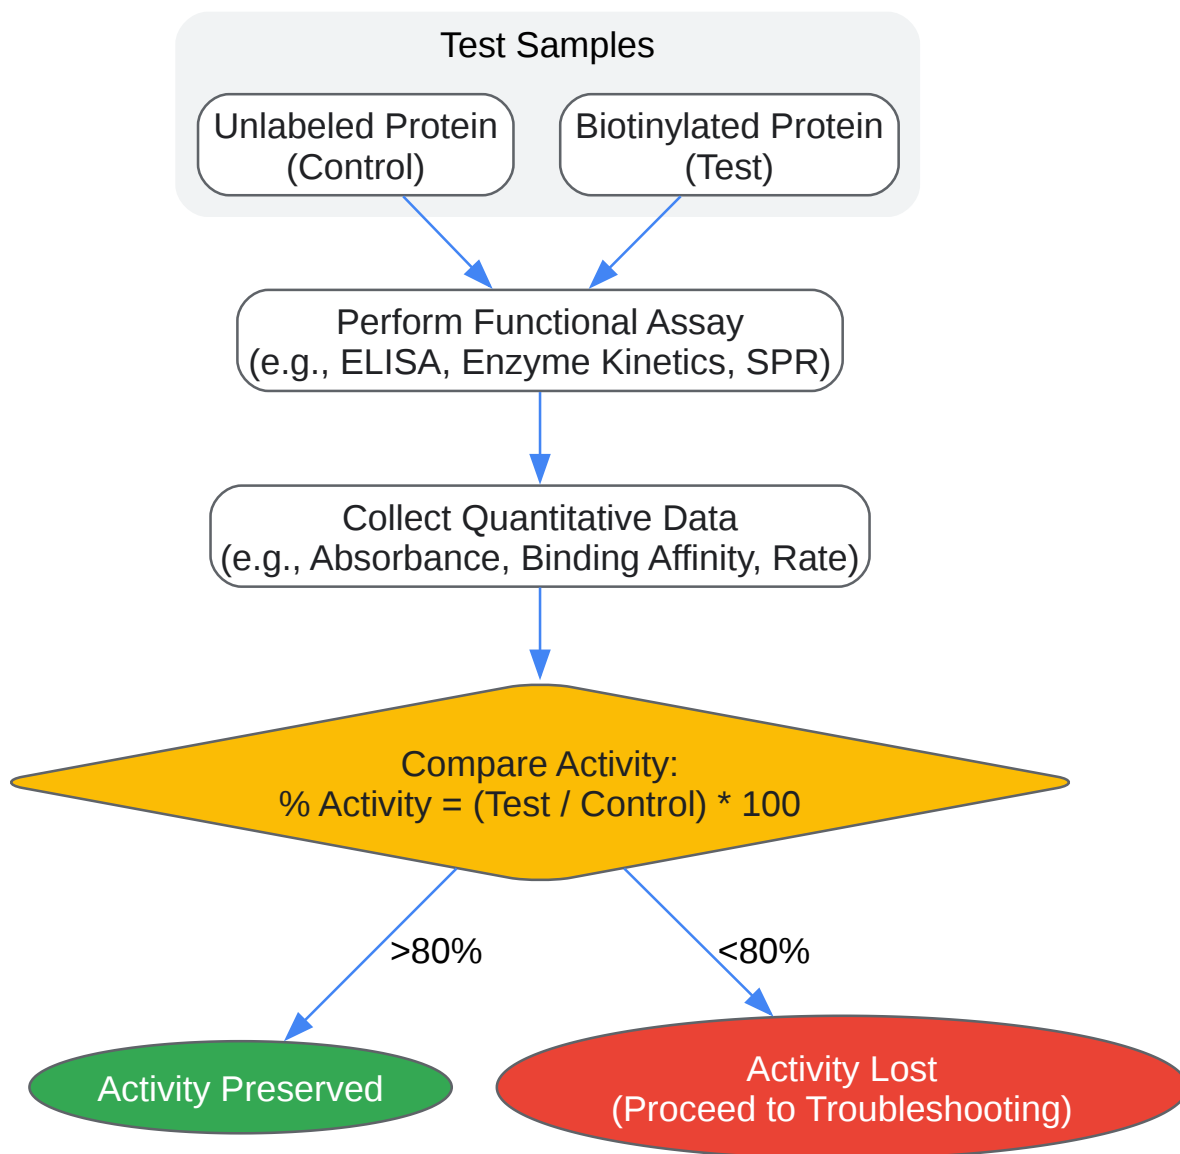 Test Samples
Unlabeled Protein
(Control)
Biotinylated Protein
(Test)
Perform Functional Assay
(e.g., ELISA, Enzyme Kinetics, SPR)
Collect Quantitative Data
(e.g., Absorbance, Binding Affinity, Rate)
Compare Activity:
% Activity = (Test / Control) * 100
>80%
<80%
Activity Preserved
Activity Lost
(Proceed to Troubleshooting)